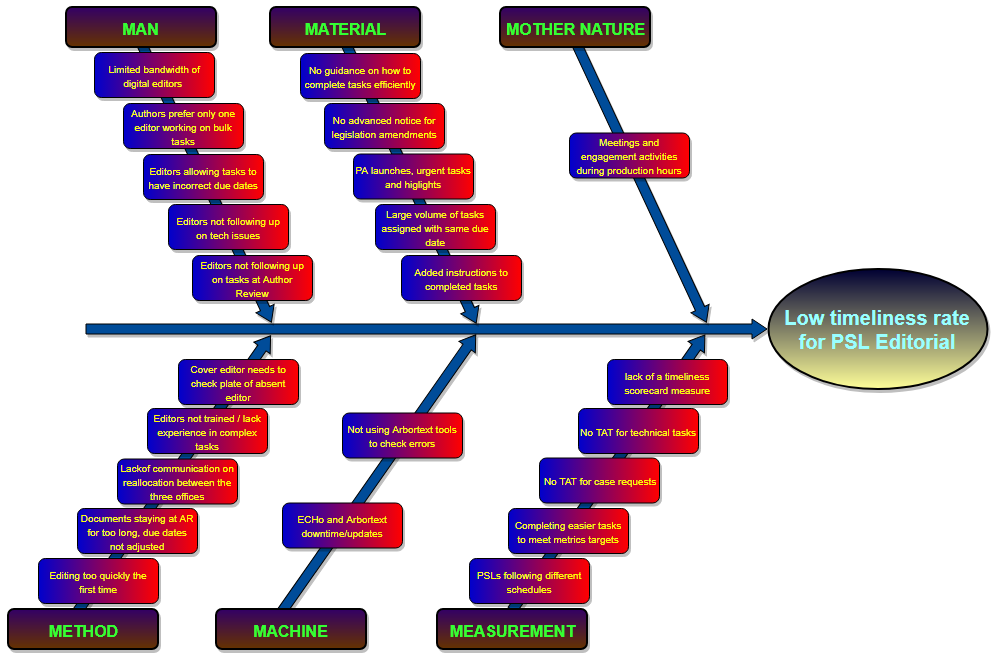 MAN
MATERIAL
MOTHER NATURE
Limited bandwidth of
digital editors
Authors prefer only one
editor working on bulk
tasks
Editors allowing tasks to
have incorrect due dates
Editors not following up
on tech issues
Editors not following up
on tasks at Author
Review
No guidance on how to
complete tasks efficiently
No advanced notice for
legislation amendments
PA launches, urgent tasks
and higlights
Large volume of tasks
assigned with same due
date
Added instructions to
completed tasks
Meetings and
engagement activities
during production hours
Low timeliness rate
for PSL Editorial
Cover editor needs to
check plate of absent
editor
Editors not trained / lack
experience in complex
tasks
Lackof communication on
reallocation between the
three offices
Documents staying at AR
for too long, due dates
not adjusted
Editing too quickly the
first time
Not using Arbortext tools
to check errors
ECHo and Arbortext
downtime/updates
lack of a timeliness
scorecard measure
No TAT for technical tasks
No TAT for case requests
Completing easier tasks
to meet metrics targets
PSLs following different
schedules
METHOD
MACHINE
MEASUREMENT